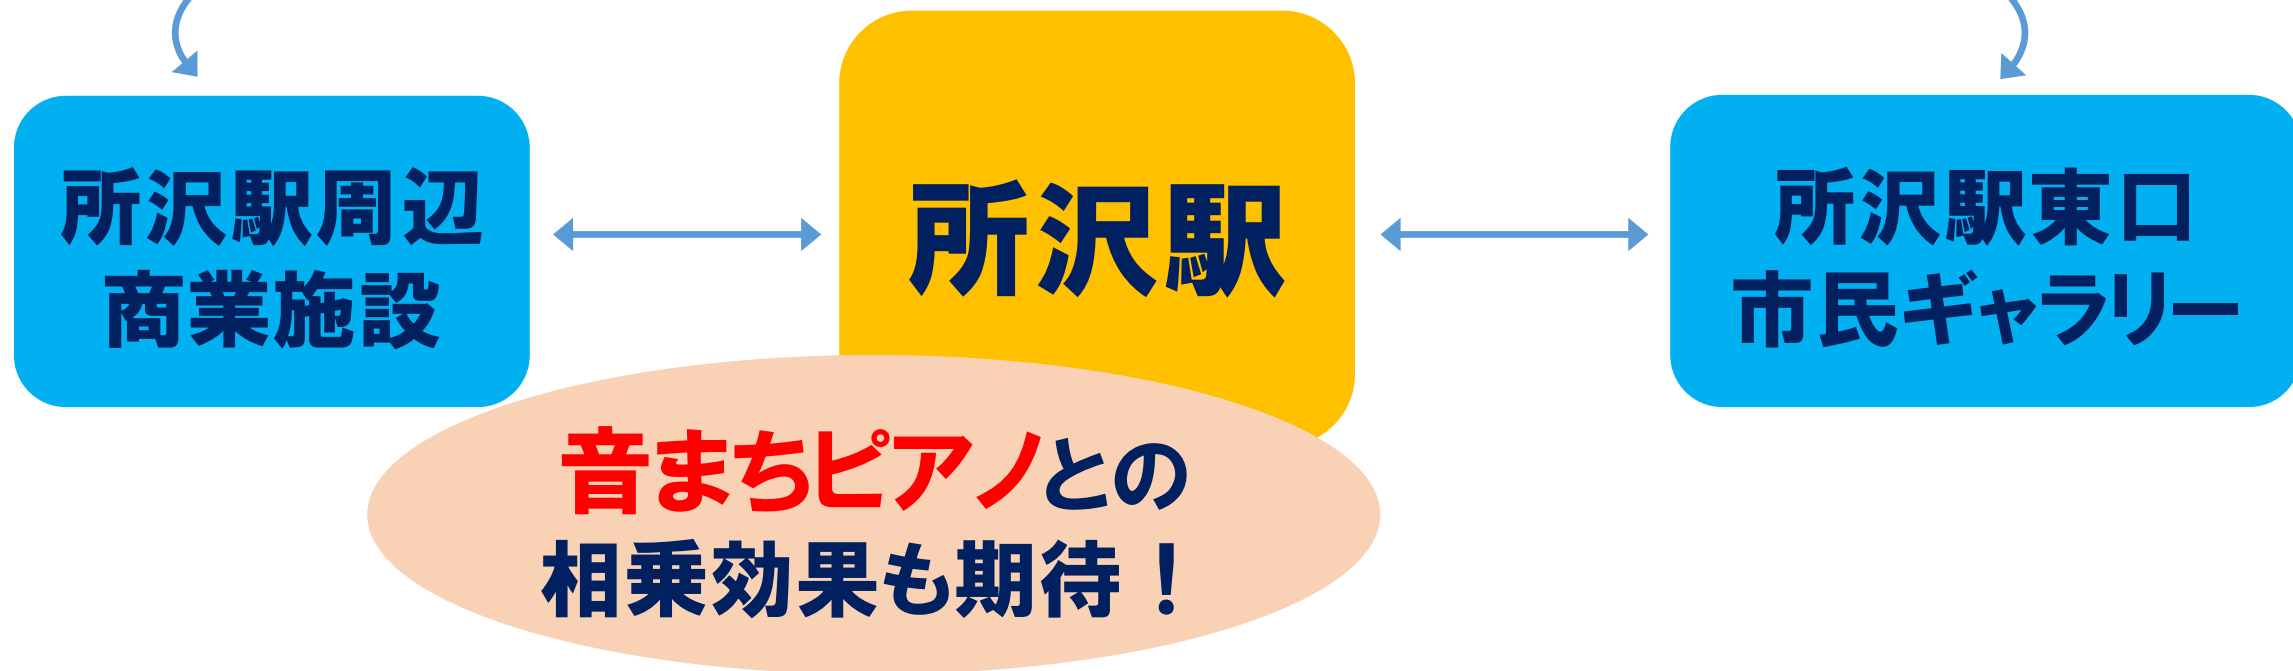 所沢駅周辺
商業施設
所沢駅
所沢駅東口
市民ギャラリー
音まちピアノとの
相乗効果も期待！